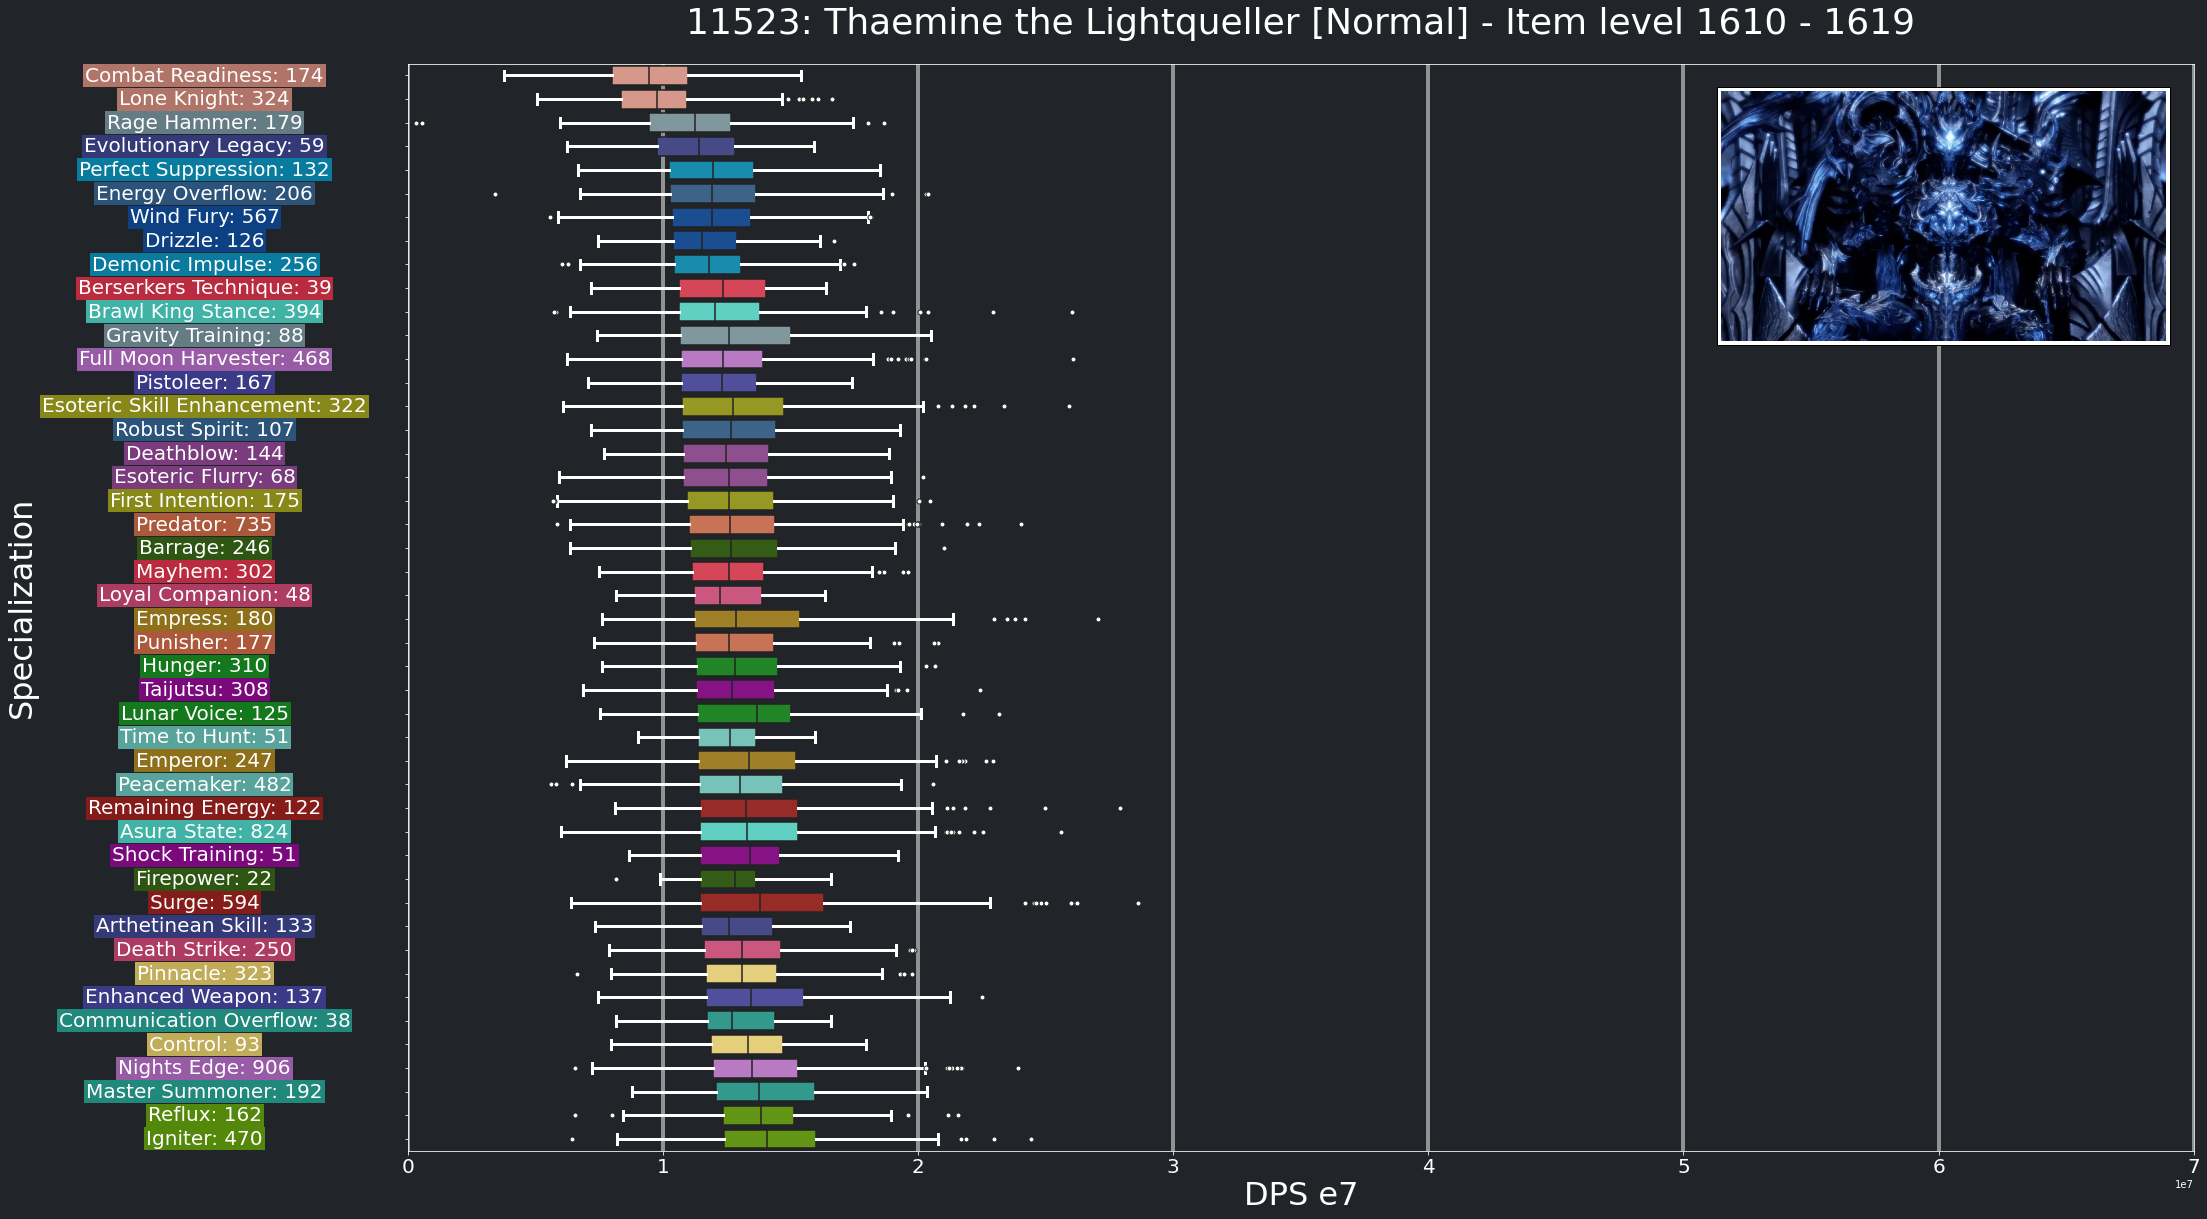 11523: Thaemine the Lightqueller [Normal] - Item level 1610 - 1619
Specialization
Combat Readiness: 174
Lone Knight: 324
Rage Hammer: 179
Evolutionary Legacy: 59
Perfect Suppression: 132
Energy Overflow: 206
Wind Fury: 567
Drizzle: 126
Demonic Impulse: 256
Berserkers Technique: 39
Brawl King Stance: 394
Gravity Training: 88
Full Moon Harvester: 468
Pistoleer: 167
Esoteric Skill Enhancement: 322
Robust Spirit: 107
Deathblow: 144
Esoteric Flurry: 68
First Intention: 175
Predator: 735
Barrage: 246
Mayhem: 302
Loyal Companion: 48
Empress: 180
Punisher: 177
Hunger: 310
Taijutsu: 308
Lunar Voice: 125
Time to Hunt: 51
Emperor: 247
Peacemaker: 482
Remaining Energy: 122
Asura State: 824
Shock Training: 51
Firepower: 22
Surge: 594
Arthetinean Skill: 133
Death Strike: 250
Pinnacle: 323
Enhanced Weapon: 137
Communication Overflow: 38
Control: 93
Nights Edge: 906
Master Summoner: 192
Reflux: 162
Igniter: 470
0 1 2 3 4 5 6 7
1e7
DPS e7